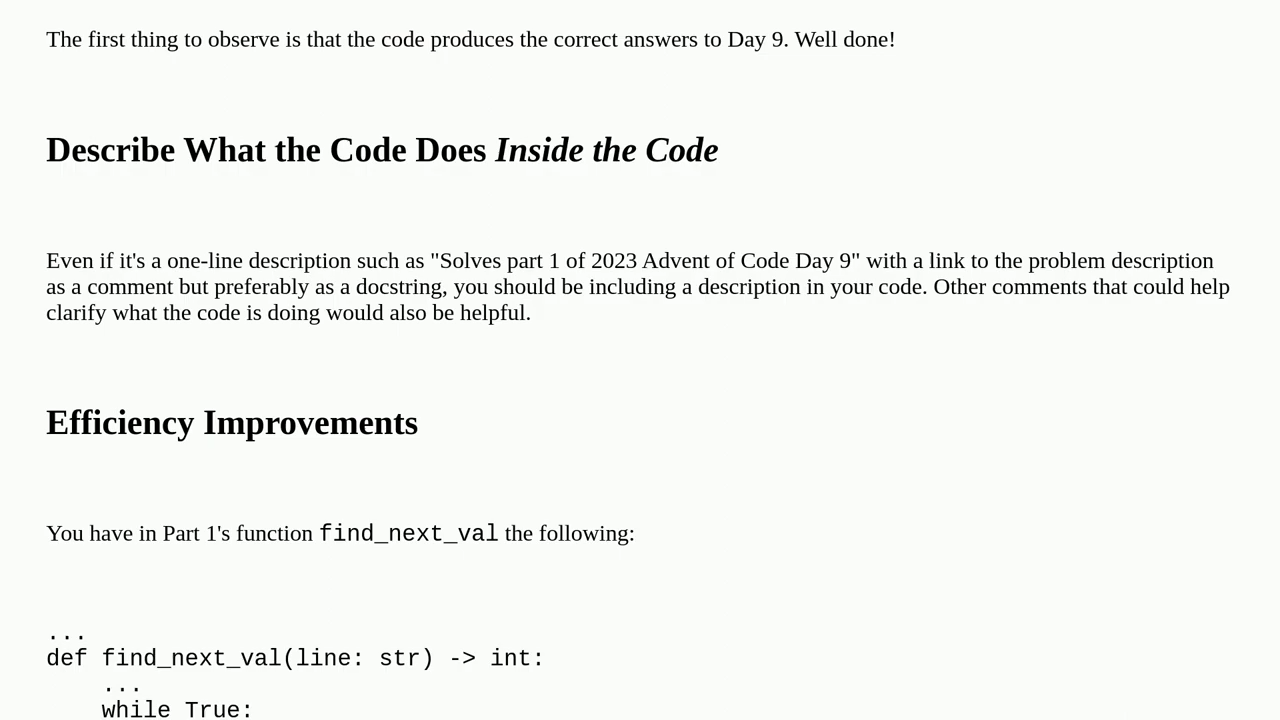 The first thing to observe is that the code produces the correct answers to Day 9. Well done!
Describe What the Code Does Inside the Code
Even if it's a one-line description such as "Solves part 1 of 2023 Advent of Code Day 9" with a link to the problem description
as a comment but preferably as a docstring, you should be including a description in your code. Other comments that could help
clarify what the code is doing would also be helpful.
Efficiency Improvements
You have in Part 1's function find_next_val the following:
...
def find_next_val(line: str) -> int:
    ...
    while True: